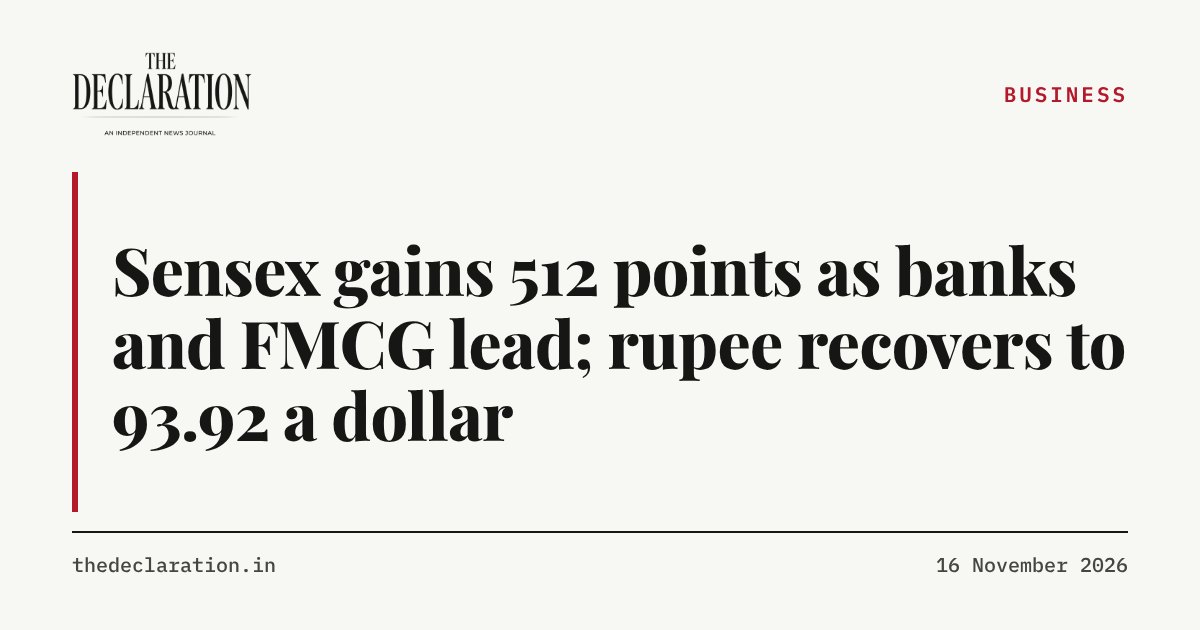 THE
DECLARATION
AN INDEPENDENT NEWS JOURNAL
BUSINESS
Sensex gains 512 points as banks
and FMCG lead; rupee recovers to
93.92 a dollar
thedeclaration.in
16 November 2026